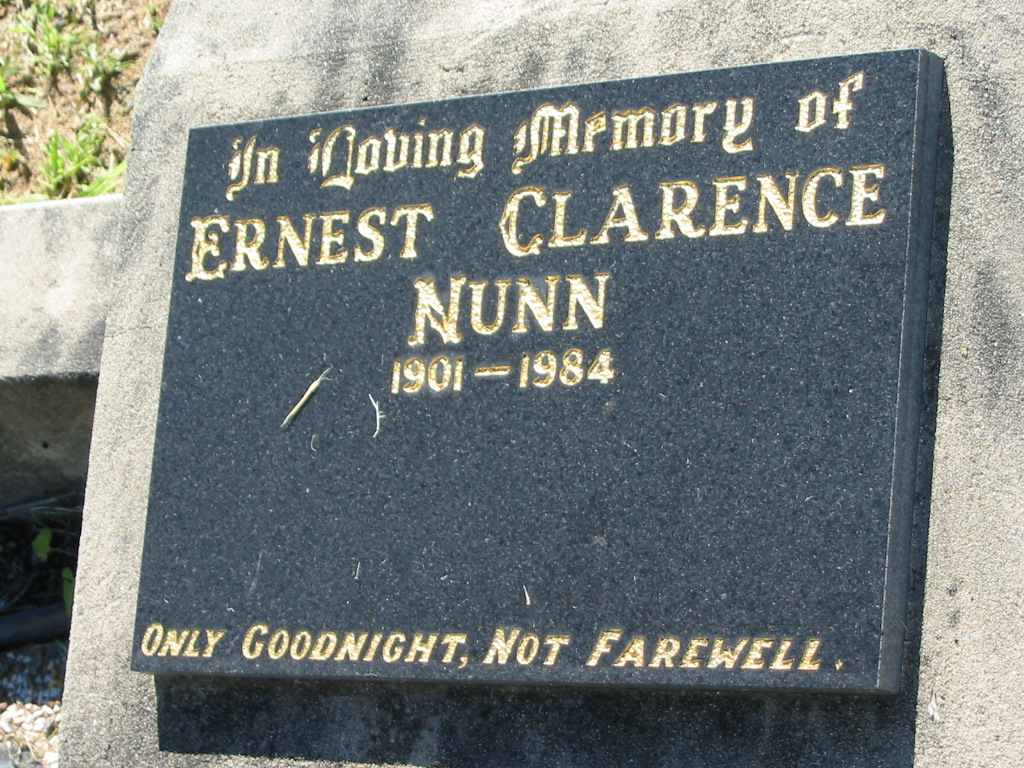 In Loving Memory of
ERNEST CLARENCE
NUNN
1901 — 1984
ONLY GOODNIGHT, NOT FAREWELL.